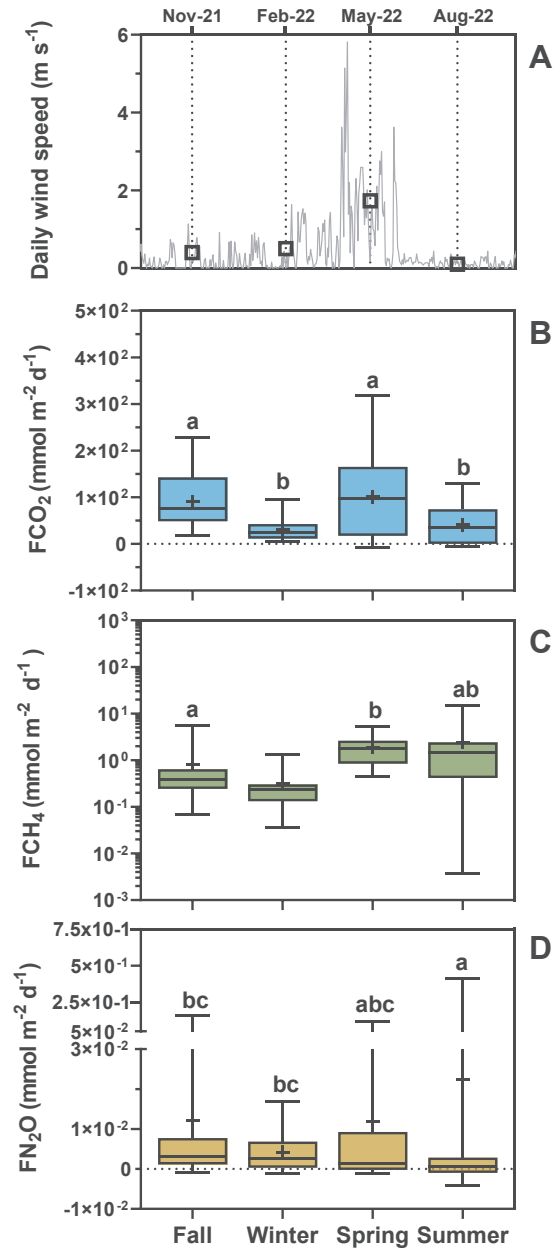 Nov-21 Feb-22 May-22 Aug-22
A
Daily wind speed (m s⁻¹)
6
4
2
0
B
FCO₂ (mmol m⁻² d⁻¹)
5×10²
4×10²
3×10²
2×10²
1×10²
0
-1×10²
a
b
a
b
C
FCH₄ (mmol m⁻² d⁻¹)
10³
10²
10¹
10⁰
10⁻¹
10⁻²
10⁻³
a
b
ab
D
FN₂O (mmol m⁻² d⁻¹)
7.5×10⁻¹
5×10⁻¹
2.5×10⁻¹
5×10⁻²
3×10⁻²
1×10⁻²
0
-1×10⁻²
bc
bc
abc
a
Fall Winter Spring Summer